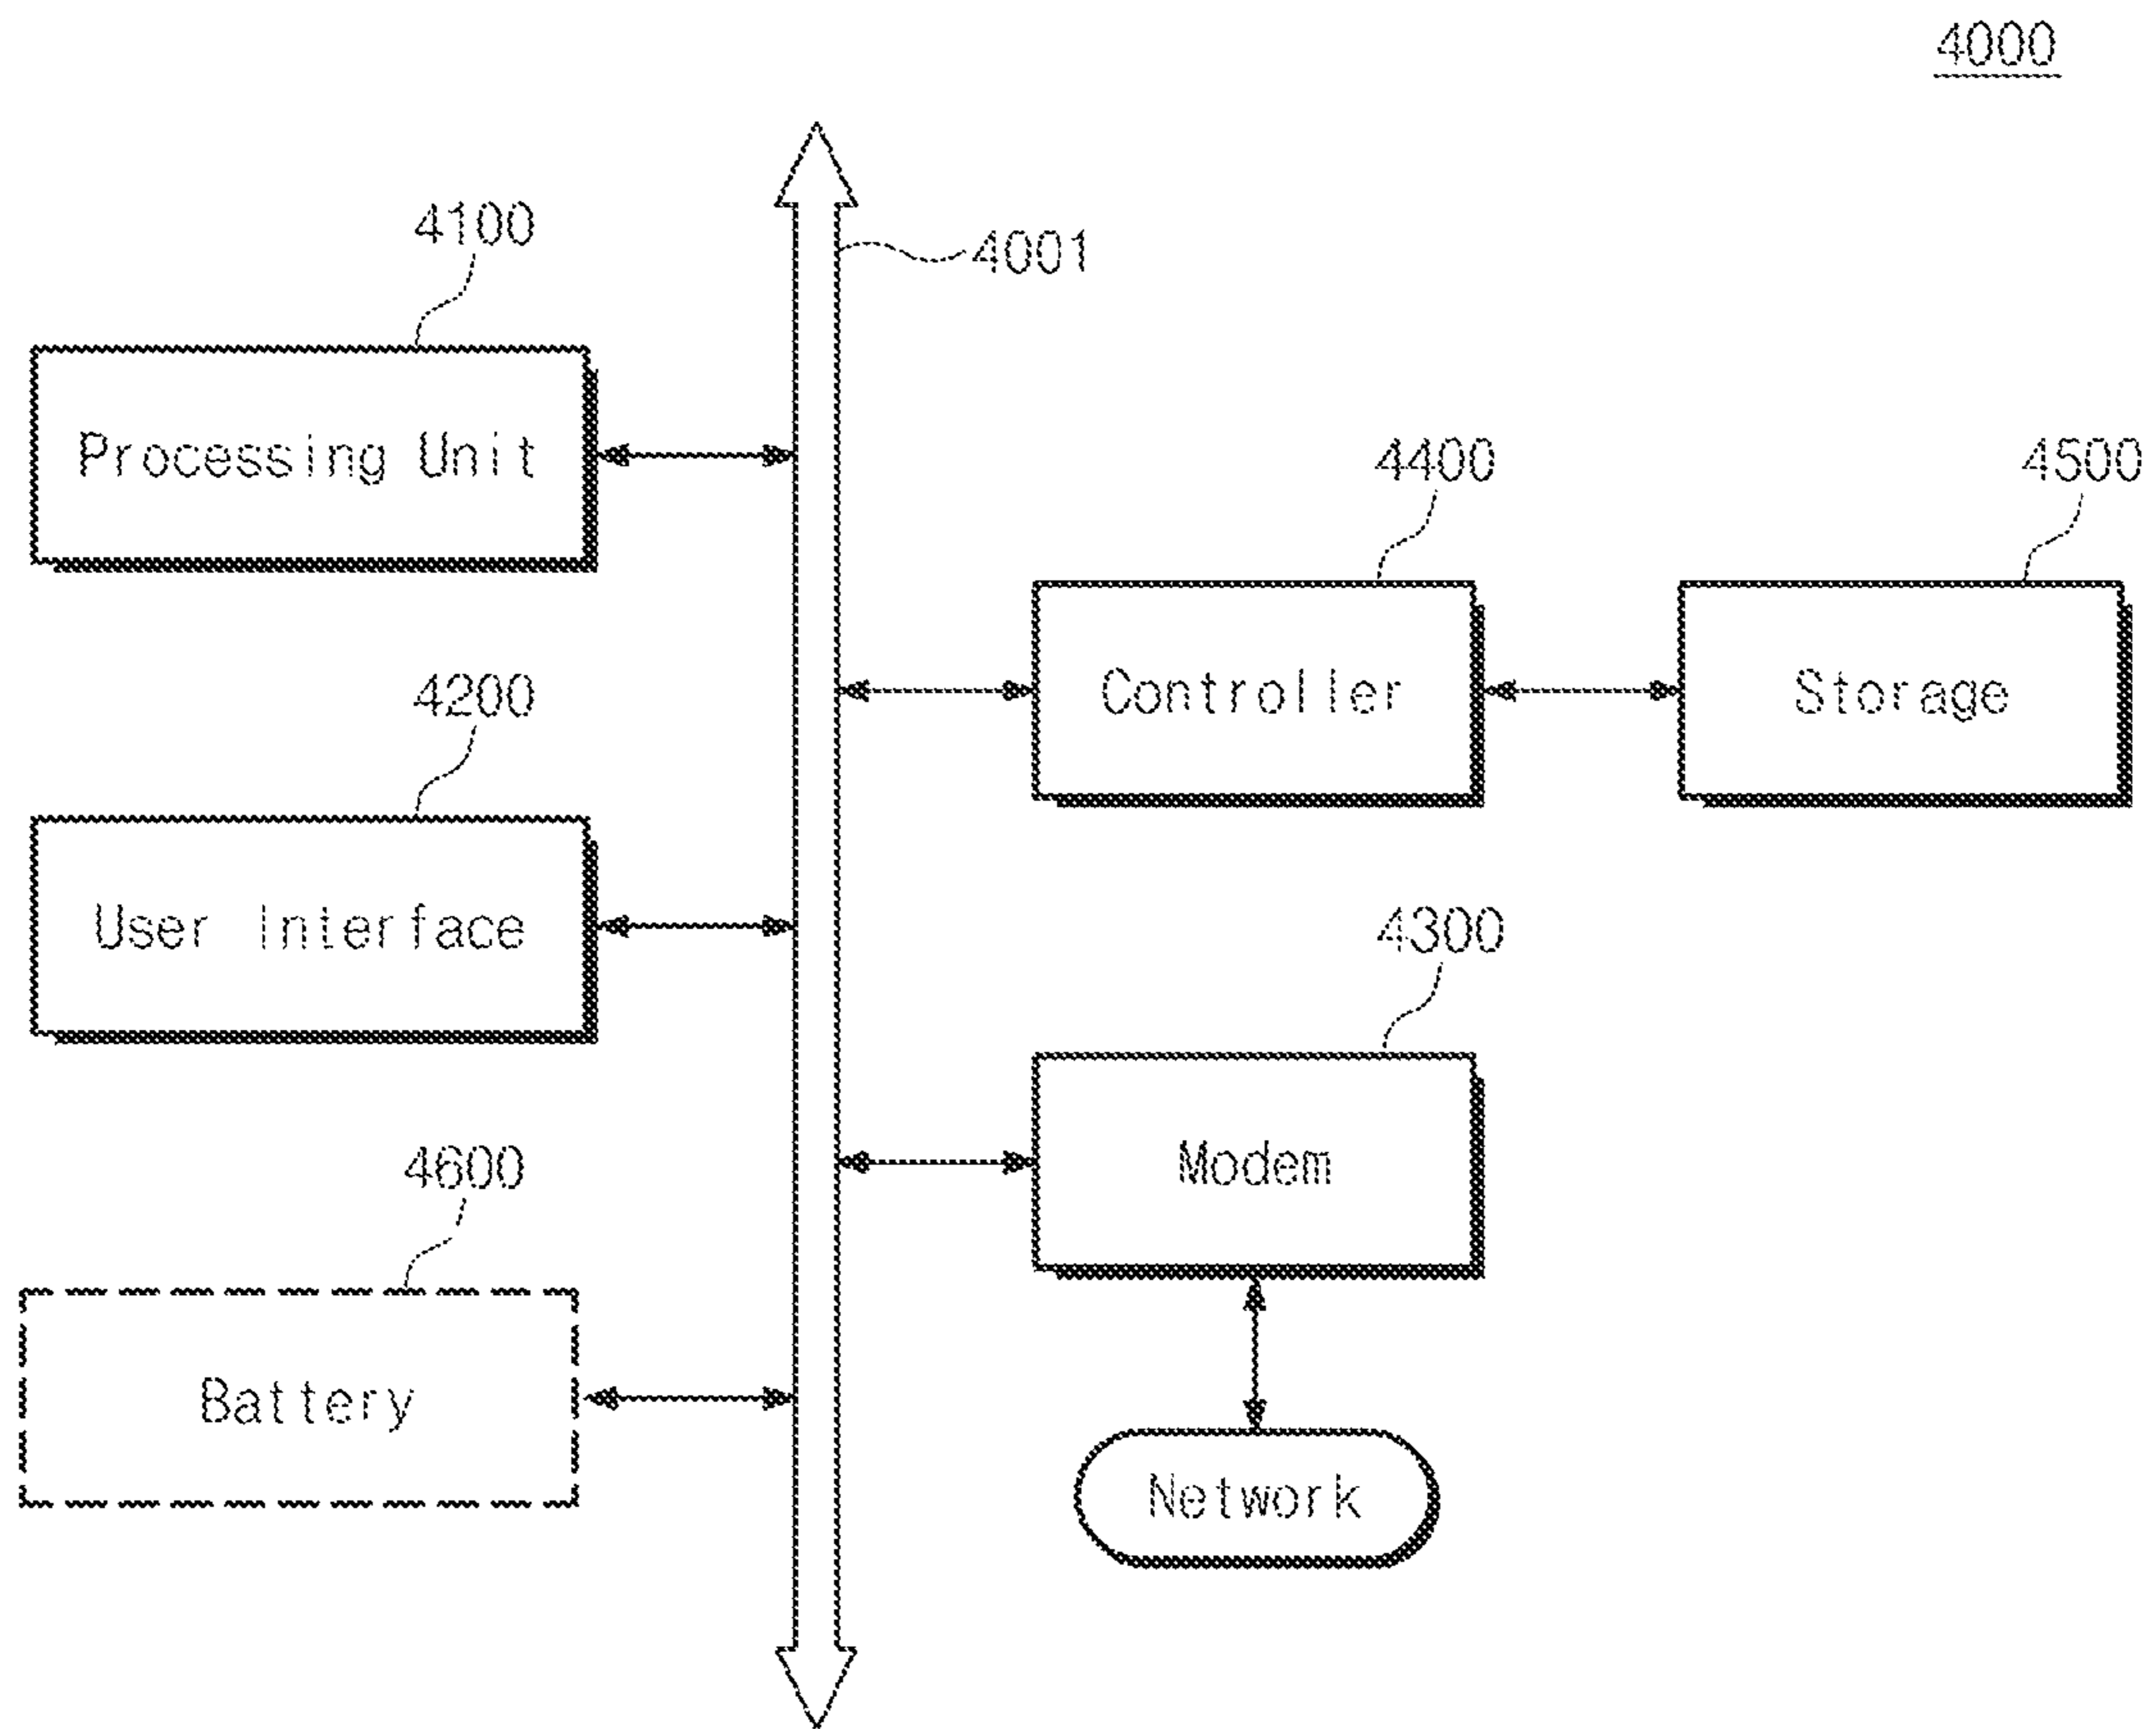 4000
4100
4001
Processing Unit
4400
4500
Controller
Storage
4200
User Interface
4300
Modem
4600
Battery
Network